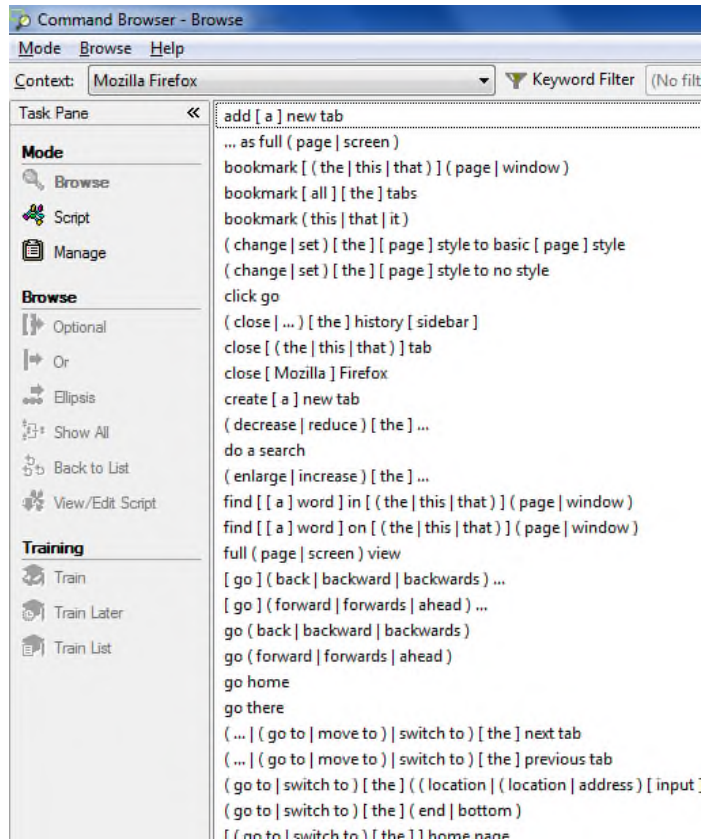 Command Browser - Browse
Mode Browse Help
Context: Mozilla Firefox Keyword Filter (No filt
Task Pane «
Mode
Browse
Script
Manage
Browse
Optional
Or
Ellipsis
Show All
Back to List
View/Edit Script
Training
Train
Train Later
Train List
add [ a ] new tab
... as full ( page | screen )
bookmark [ ( the | this | that ) ] ( page | window )
bookmark [ all ] [ the ] tabs
bookmark ( this | that | it )
( change | set ) [ the ] [ page ] style to basic [ page ] style
( change | set ) [ the ] [ page ] style to no style
click go
( close | ... ) [ the ] history [ sidebar ]
close [ ( the | this | that ) ] tab
close [ Mozilla ] Firefox
create [ a ] new tab
( decrease | reduce ) [ the ] ...
do a search
( enlarge | increase ) [ the ] ...
find [ [ a ] word ] in [ ( the | this | that ) ] ( page | window )
find [ [ a ] word ] on [ ( the | this | that ) ] ( page | window )
full ( page | screen ) view
[ go ] ( back | backward | backwards ) ...
[ go ] ( forward | forwards | ahead ) ...
go ( back | backward | backwards )
go ( forward | forwards | ahead )
go home
go there
( ... | ( go to | move to ) | switch to ) [ the ] next tab
( ... | ( go to | move to ) | switch to ) [ the ] previous tab
( go to | switch to ) [ the ] ( ( location | ( location | address ) [ input ]
( go to | switch to ) [ the ] ( end | bottom )
[ ( go to | switch to ) [ the ] ] home page